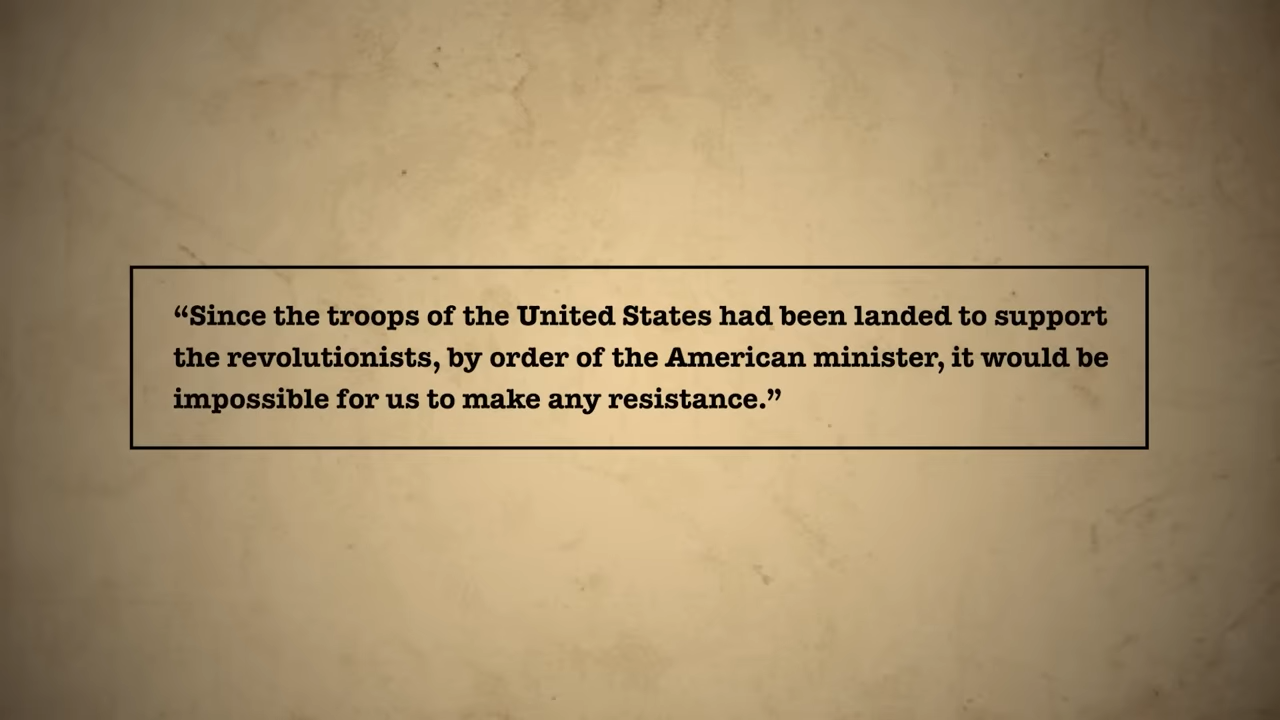 “Since the troops of the United States had been landed to support
the revolutionists, by order of the American minister, it would be
impossible for us to make any resistance.”